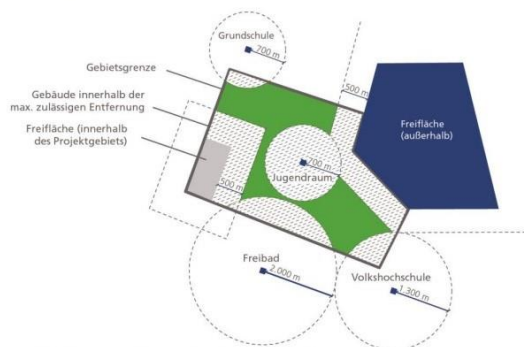 Grundschule
700 m
Gebietsgrenze
500 m
Gebäude innerhalb der
max. zulässigen Entfernung
Freifläche
(außerhalb)
Freifläche (innerhalb
des Projektgebiets)
200 m
Jugendraum
500 m
Freibad
2.000 m
Volkshochschule
1.300 m